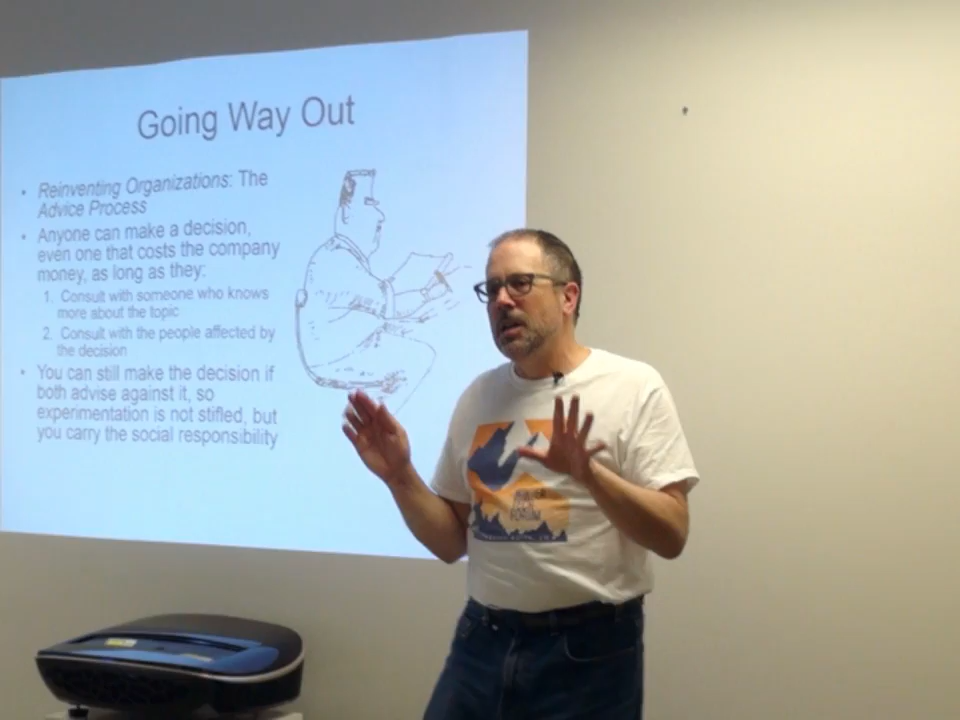 Going Way Out
• Reinventing Organizations: The
Advice Process
• Anyone can make a decision,
even one that costs the company
money, as long as they:
1. Consult with someone who knows
more about the topic
2. Consult with the people affected by
the decision
• You can still make the decision if
both advise against it, so
experimentation is not stifled, but
you carry the social responsibility
FORUM